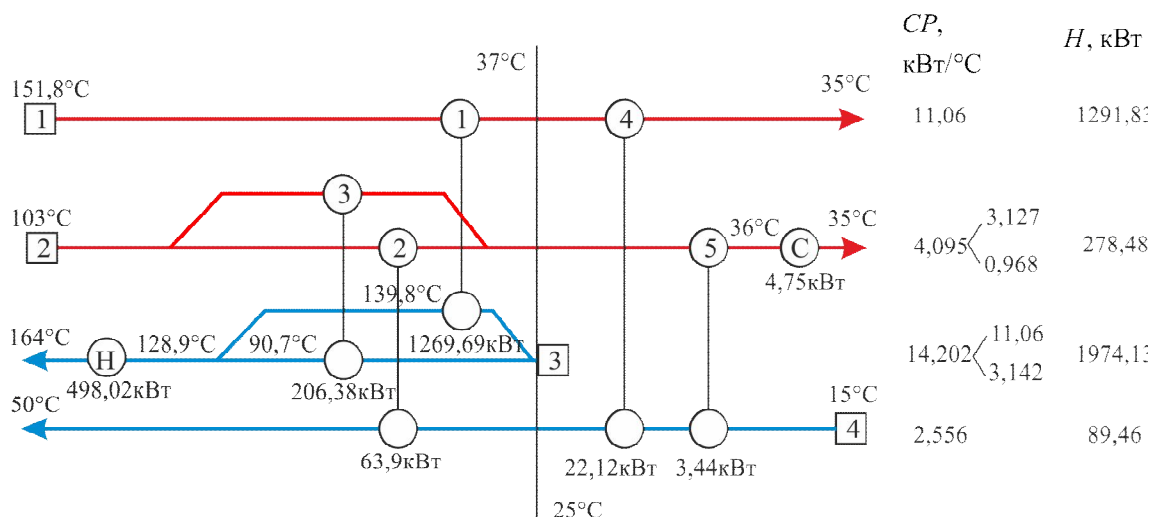 CP,
кВт/°C
H, кВт
37°C
151,8°C
35°C
1
1
4
11,06
1291,83
3
103°C
36°C
35°C
3,127
2
2
5
C
4,095
278,48
0,968
4,75кВт
139,8°C
11,06
164°C
128,9°C
90,7°C
1269,69кВт
H
3
14,202
1974,13
3,142
498,02кВт
206,38кВт
50°C
15°C
4
2,556
89,46
63,9кВт
22,12кВт
3,44кВт
25°C